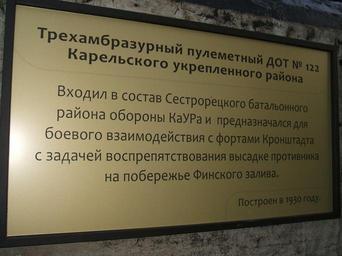 Трехамбразурный пулеметный ДОТ № 122
Карельского укрепленного района
Входил в состав Сестрорецкого батальонного
района обороны КаУРа и предназначался для
боевого взаимодействия с фортами Кронштадта
с задачей воспрепятствования высадке противника
на побережье Финского залива.
Построен в 1930 году.